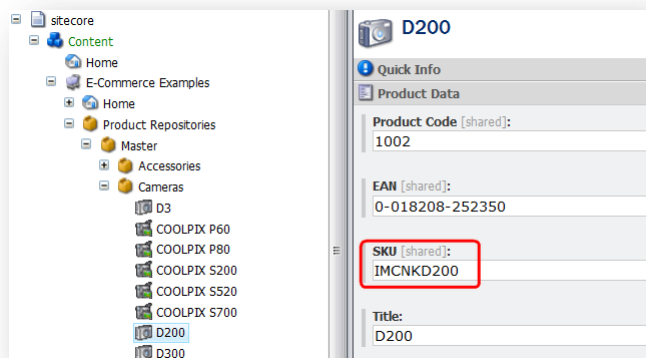 sitecore
Content
Home
E-Commerce Examples
Home
Product Repositories
Master
Accessories
Cameras
D3
COOLPIX P60
COOLPIX P80
COOLPIX S200
COOLPIX S520
COOLPIX S700
D200
D300
D200
Quick Info
Product Data
Product Code [shared]:
1002
EAN [shared]:
0-018208-252350
SKU [shared]:
IMCNKD200
Title:
D200